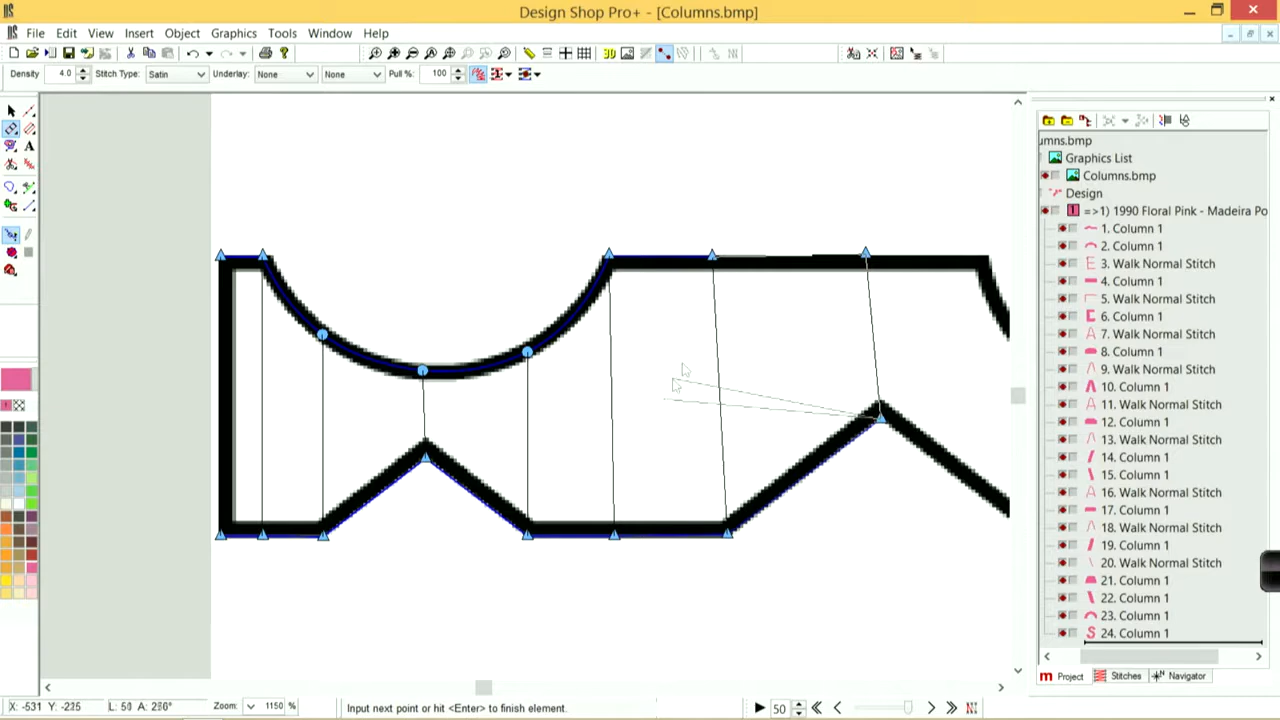 Design Shop Pro+ - [Columns.bmp]
File Edit View Insert Object Graphics Tools Window Help
3D
Density 4.0 Stitch Type: Satin Underlay: None None Pull % 100
A
umns.bmp
Graphics List
Columns.bmp
Design
=>1) 1990 Floral Pink - Madeira Po
1. Column 1
2. Column 1
3. Walk Normal Stitch
4. Column 1
5. Walk Normal Stitch
6. Column 1
7. Walk Normal Stitch
8. Column 1
9. Walk Normal Stitch
10. Column 1
11. Walk Normal Stitch
12. Column 1
13. Walk Normal Stitch
14. Column 1
15. Column 1
16. Walk Normal Stitch
17. Column 1
18. Walk Normal Stitch
19. Column 1
20. Walk Normal Stitch
21. Column 1
22. Column 1
23. Column 1
24. Column 1
Project Stitches Navigator
Zoom: 1150 % Input next point or hit <Enter> to finish element. 50